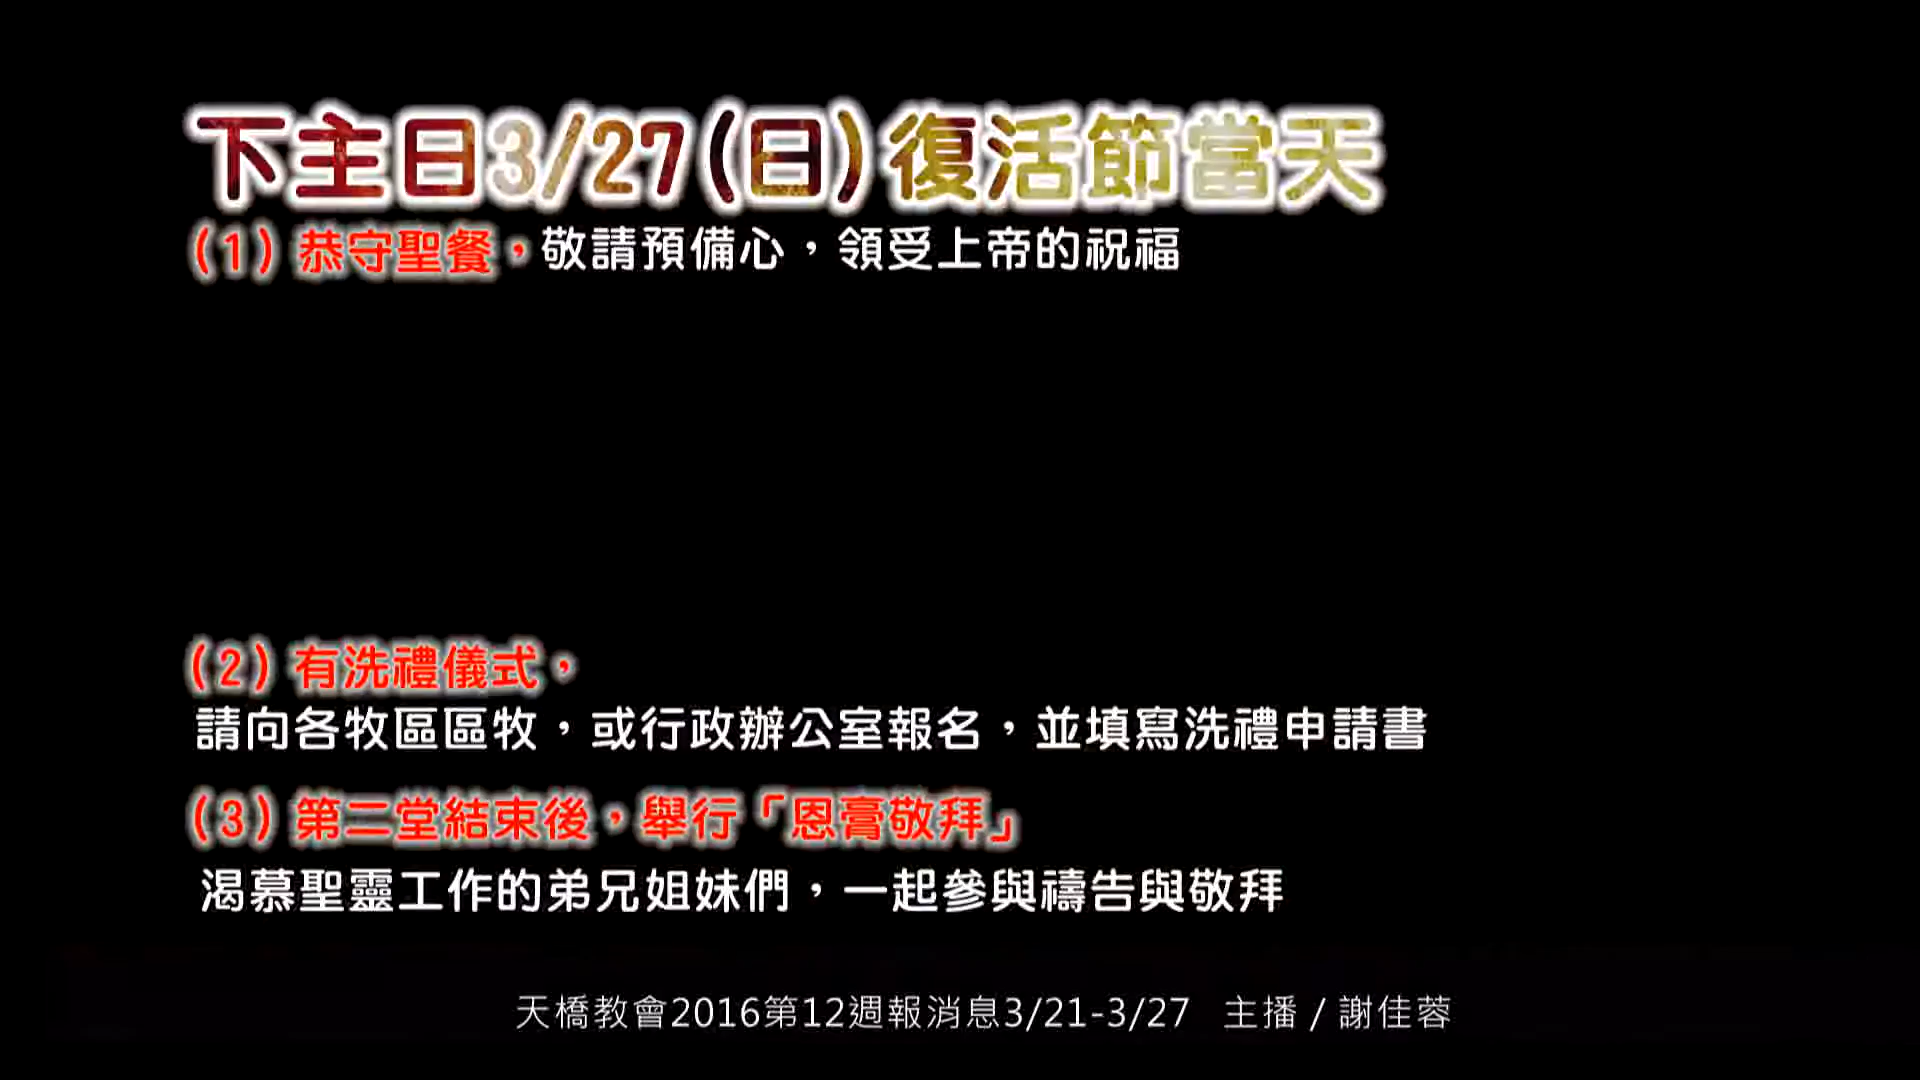 下主日3/27(日)復活節當天
(1) 恭守聖餐，敬請預備心，領受上帝的祝福
(2) 有洗禮儀式，
請向各牧區區牧，或行政辦公室報名，並填寫洗禮申請書
(3) 第二堂結束後，舉行「恩膏敬拜」
渴慕聖靈工作的弟兄姐妹們，一起參與禱告與敬拜
天橋教會2016第12週報消息3/21-3/27 主播 / 謝佳蓉